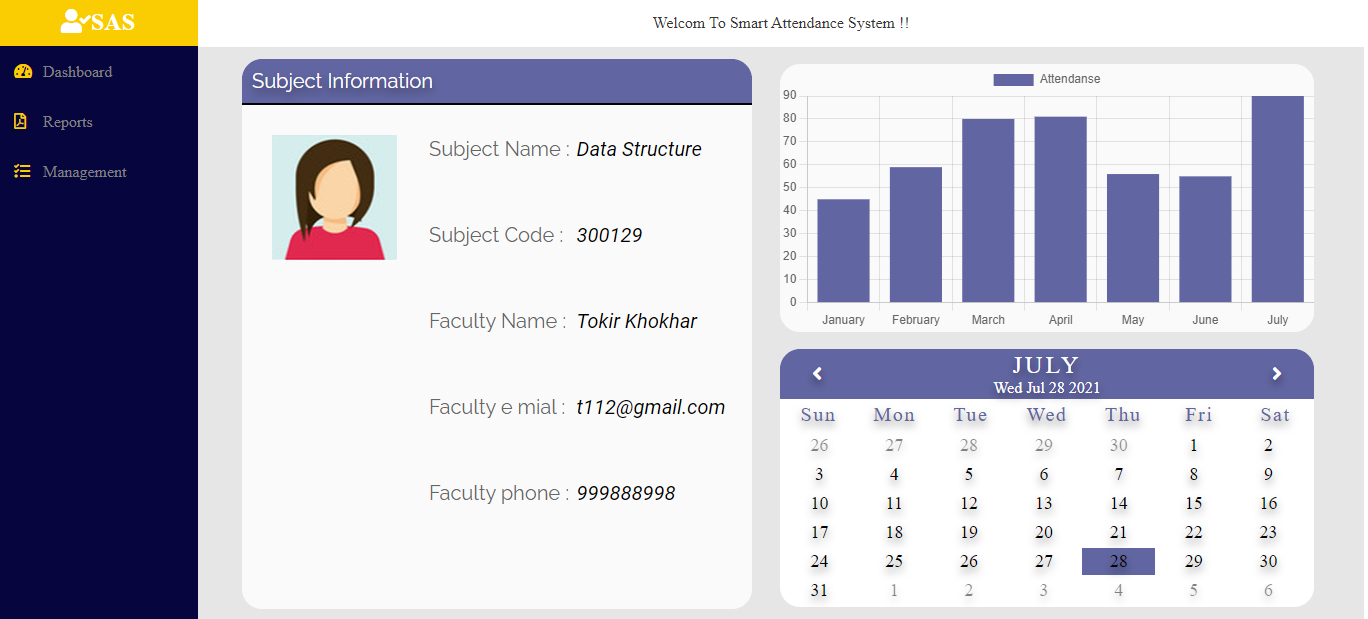 SAS
Welcom To Smart Attendance System !!
Dashboard
Reports
Management
Subject Information
Subject Name : Data Structure
Subject Code : 300129
Faculty Name : Tokir Khokhar
Faculty e mial : t112@gmail.com
Faculty phone : 999888998
Attendanse
90
80
70
60
50
40
30
20
10
0
January February March April May June July
JULY
Wed Jul 28 2021
Sun Mon Tue Wed Thu Fri Sat
26 27 28 29 30 1 2
3 4 5 6 7 8 9
10 11 12 13 14 15 16
17 18 19 20 21 22 23
24 25 26 27 28 29 30
31 1 2 3 4 5 6